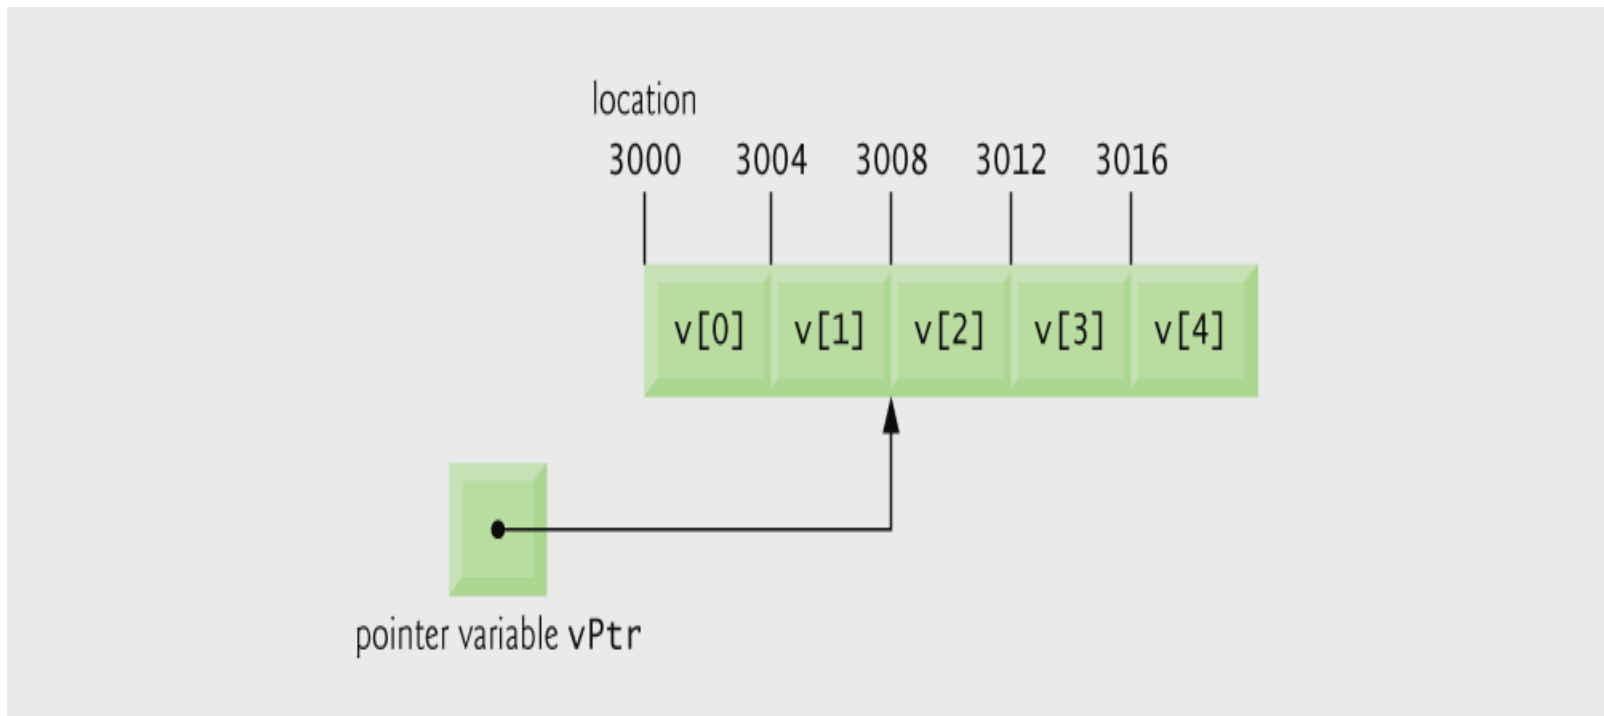 location
3000 3004 3008 3012 3016
v[0] v[1] v[2] v[3] v[4]
pointer variable vPtr